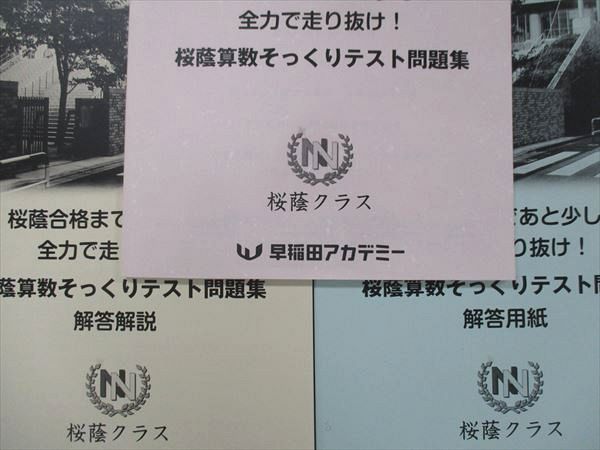 全力で走り抜け！
桜蔭算数そっくりテスト問題集
NN
桜蔭クラス
早稲田アカデミー
桜蔭合格まで
全力で走
蔭算数そっくりテスト問題集
解答解説
NN
桜蔭クラス
あと少し
り抜け！
桜蔭算数そっくりテスト問
解答用紙
NN
桜蔭クラス